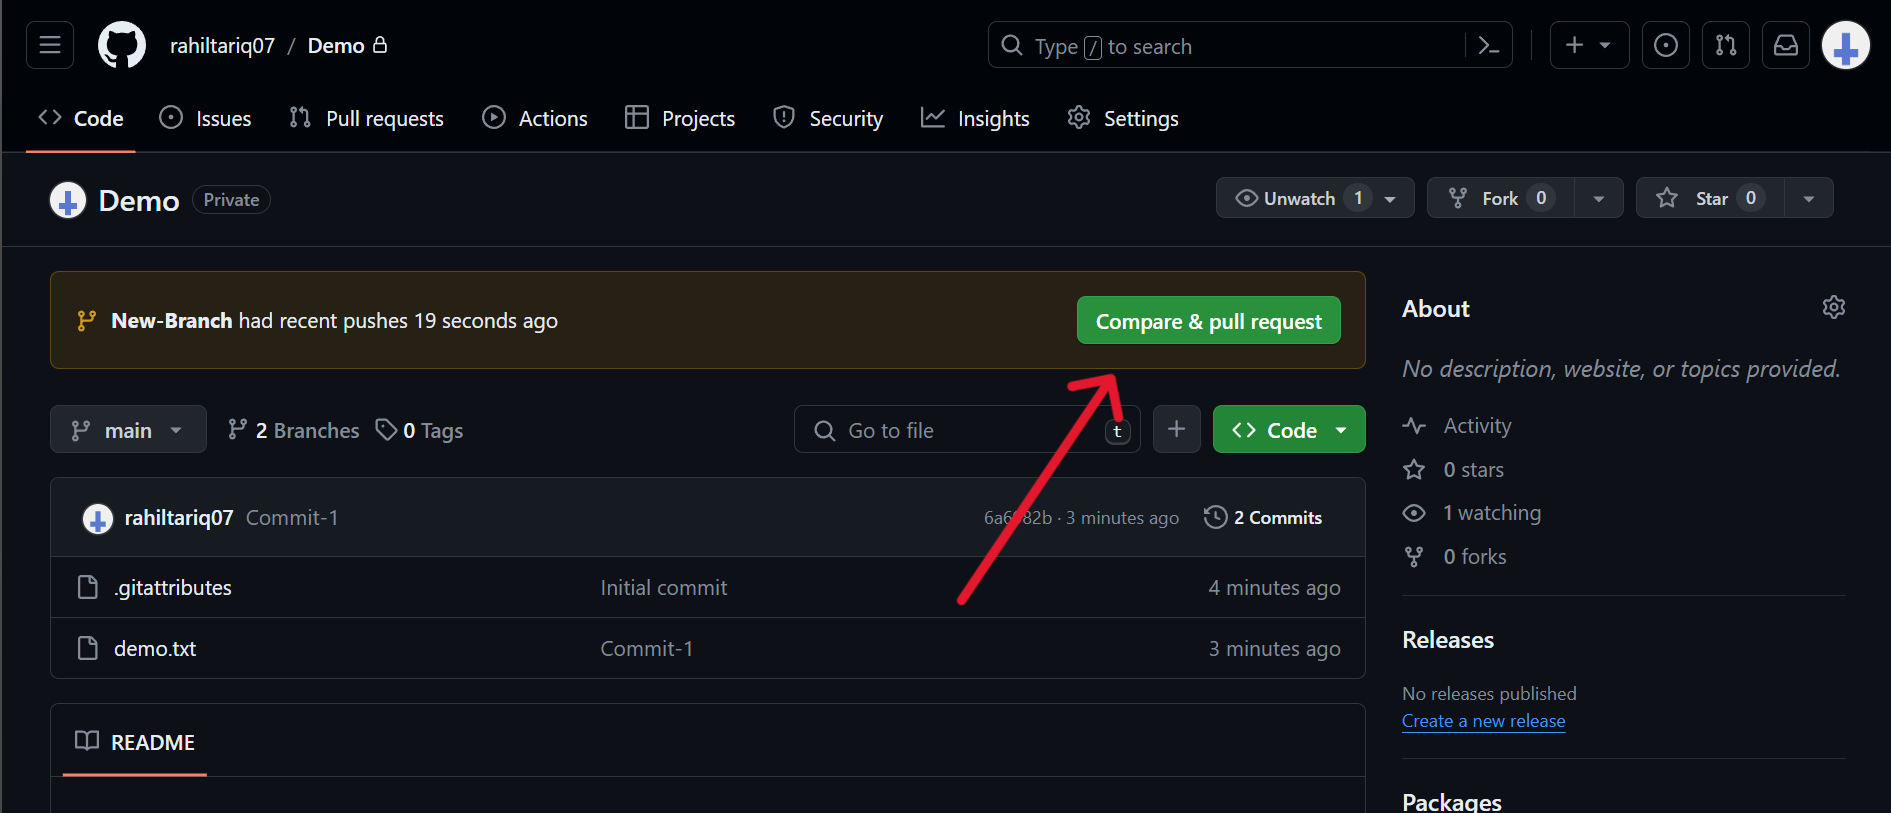 rahiltariq07 / Demo
Type / to search
Code Issues Pull requests Actions Projects Security Insights Settings
Demo Private
Unwatch 1 Fork 0 Star 0
New-Branch had recent pushes 19 seconds ago Compare & pull request
main 2 Branches 0 Tags Go to file t Code
rahiltariq07 Commit-1 3 minutes ago 2 Commits
.gitattributes Initial commit 4 minutes ago
demo.txt Commit-1 3 minutes ago
README
About
No description, website, or topics provided.
Activity
0 stars
1 watching
0 forks
Releases
No releases published
Create a new release
Packages